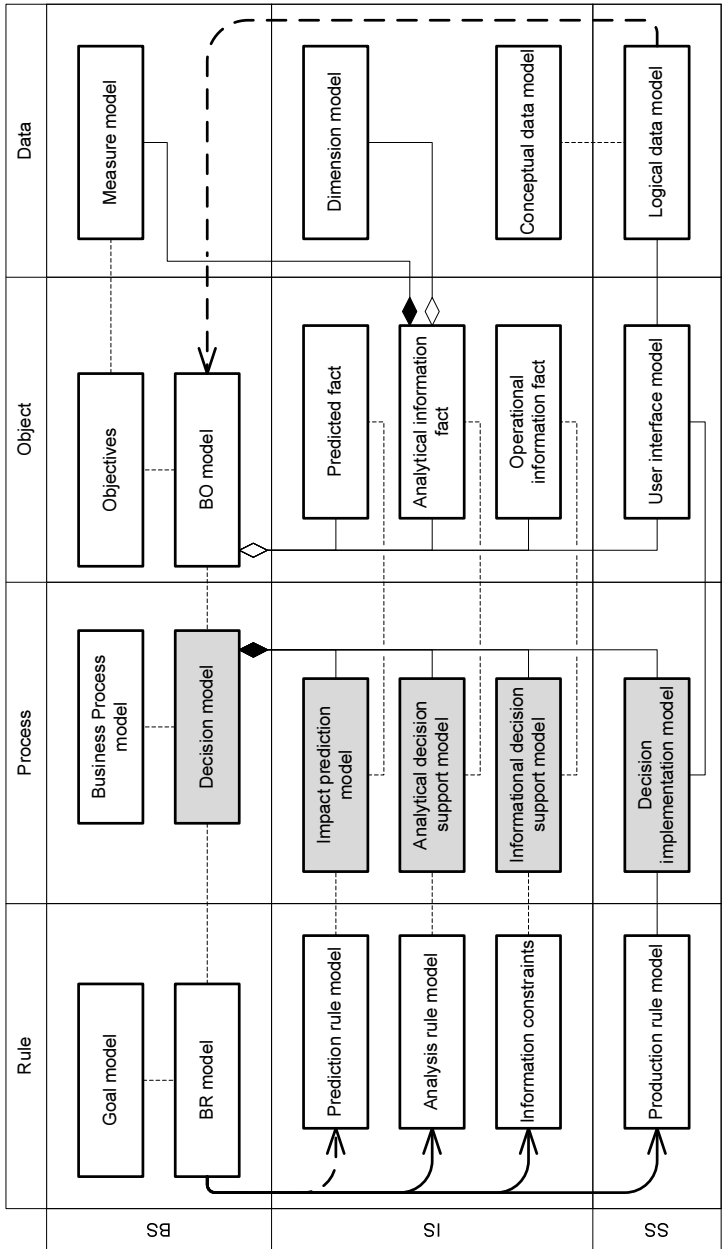 Rule
Process
Object
Data
BS
Goal model
Business Process
model
Objectives
Measure model
BR model
Decision model
BO model
IS
Prediction rule model
Impact prediction
model
Predicted fact
Dimension model
Analysis rule model
Analytical decision
support model
Analytical information
fact
Information constraints
Informational decision
support model
Operational
information fact
Conceptual data model
SS
Production rule model
Decision
implementation model
User interface model
Logical data model